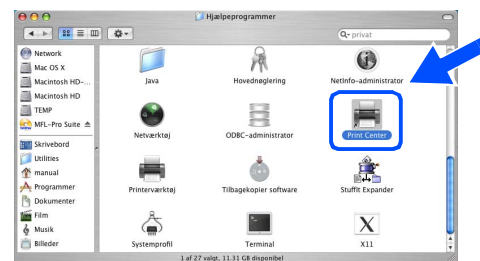 Hjælpeprogrammer
privat
Network
Mac OS X
Macintosh HD-...
Macintosh HD
TEMP
MFL-Pro Suite
Skrivebord
Utilities
manual
Programmer
Dokumenter
Film
Musik
Billeder
Java
Hovednøglering
NetInfo-administrator
Netværktøj
ODBC-administrator
Print Center
Printerværktøj
Tilbagekopier software
StuffIt Expander
Systemprofil
Terminal
X11
1 af 27 valgt, 11.31 GB disponibel